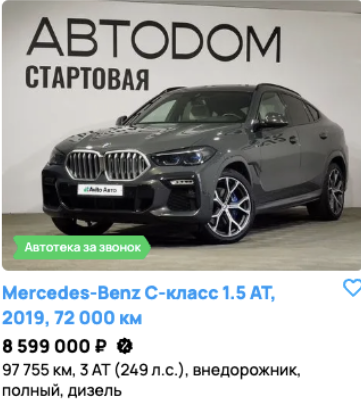 АВТОDОМ
СТАРТОВАЯ
Avito Авто
Автотека за звонок
Mercedes-Benz C-класс 1.5 AT,
2019, 72 000 км
8 599 000 ₽
97 755 км, 3 AT (249 л.с.), внедорожник,
полный, дизель